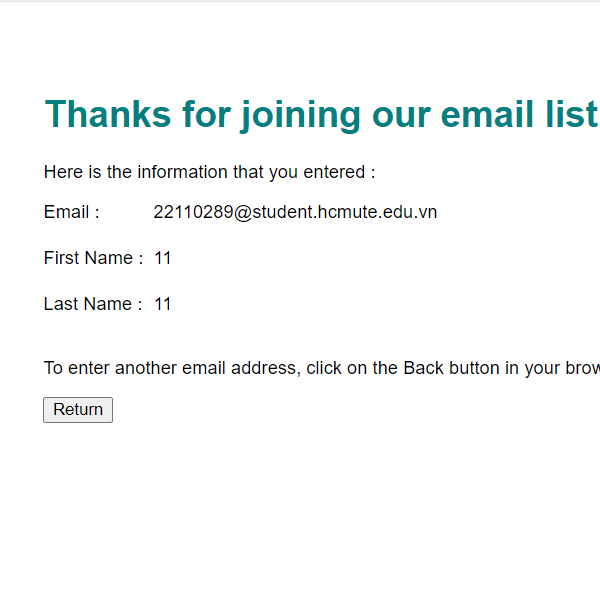 Thanks for joining our email list
Here is the information that you entered :
Email : 22110289@student.hcmute.edu.vn
First Name : 11
Last Name : 11
To enter another email address, click on the Back button in your
Return